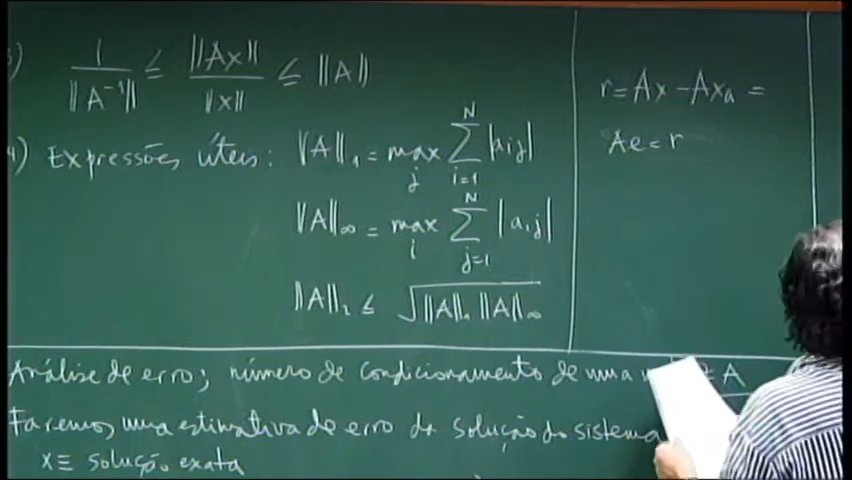 3) 1/||A⁻¹|| ≤ ||Ax||/||x|| ≤ ||A||
4) Expressões úteis: ||A||₁ = max_j ∑_{i=1}^{N} |aij|
||A||∞ = max_i ∑_{j=1}^{N} |aij|
||A||₂ ≤ √(||A||₁ ||A||∞)
r = Ax - Axₐ =
Ae = r
Análise de erro; número de condicionamento de uma A
Faremos uma estimativa de erro da solução do sistema
x ≡ solução exata